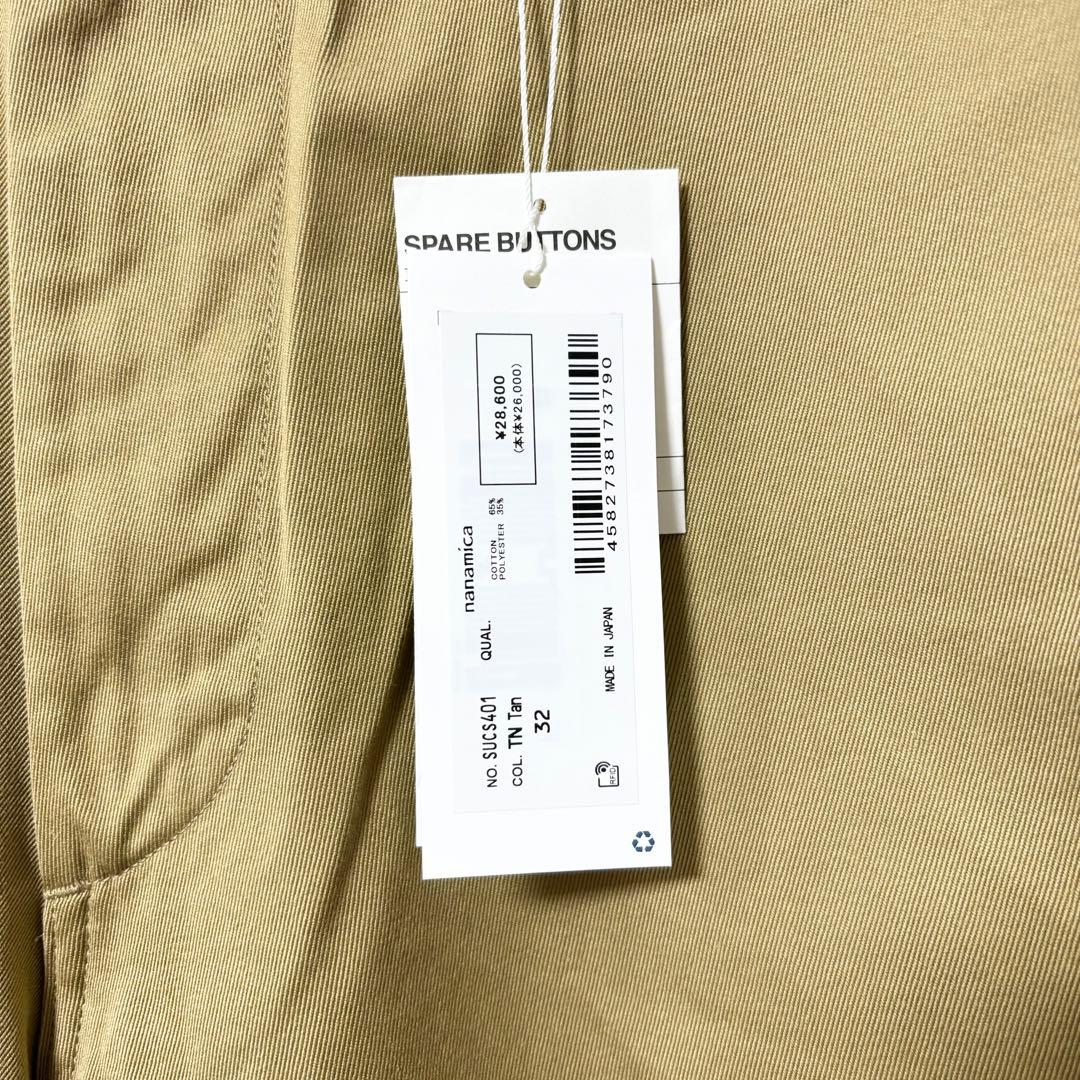 SPARE BUTTONS
¥28,600
(本体¥26,000)
nanamica
QUAL.
COTTON 65%
POLYESTER 35%
4582738173790
NO. SUCS401
COL. TN Tan
32
MADE IN JAPAN
RFID